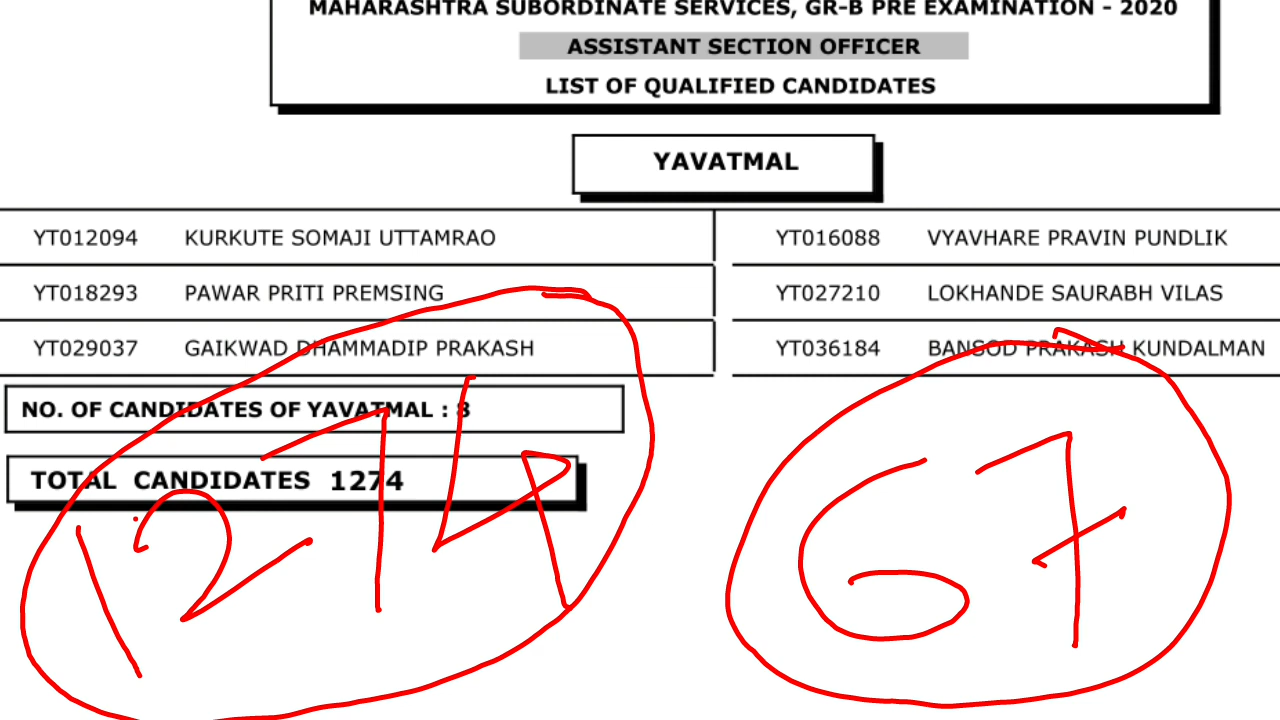 MAHARASHTRA SUBORDINATE SERVICES, GR-B PRE EXAMINATION - 2020
ASSISTANT SECTION OFFICER
LIST OF QUALIFIED CANDIDATES
YAVATMAL
YT012094 KURKUTE SOMAJI UTTAMRAO YT016088 VYAVHARE PRAVIN PUNDLIK
YT018293 PAWAR PRITI PREMSING YT027210 LOKHANDE SAURABH VILAS
YT029037 GAIKWAD DHAMMADIP PRAKASH YT036184 BANSOD PRAKASH KUNDALMAN
NO. OF CANDIDATES OF YAVATMAL : 8
TOTAL CANDIDATES 1274
1274 67